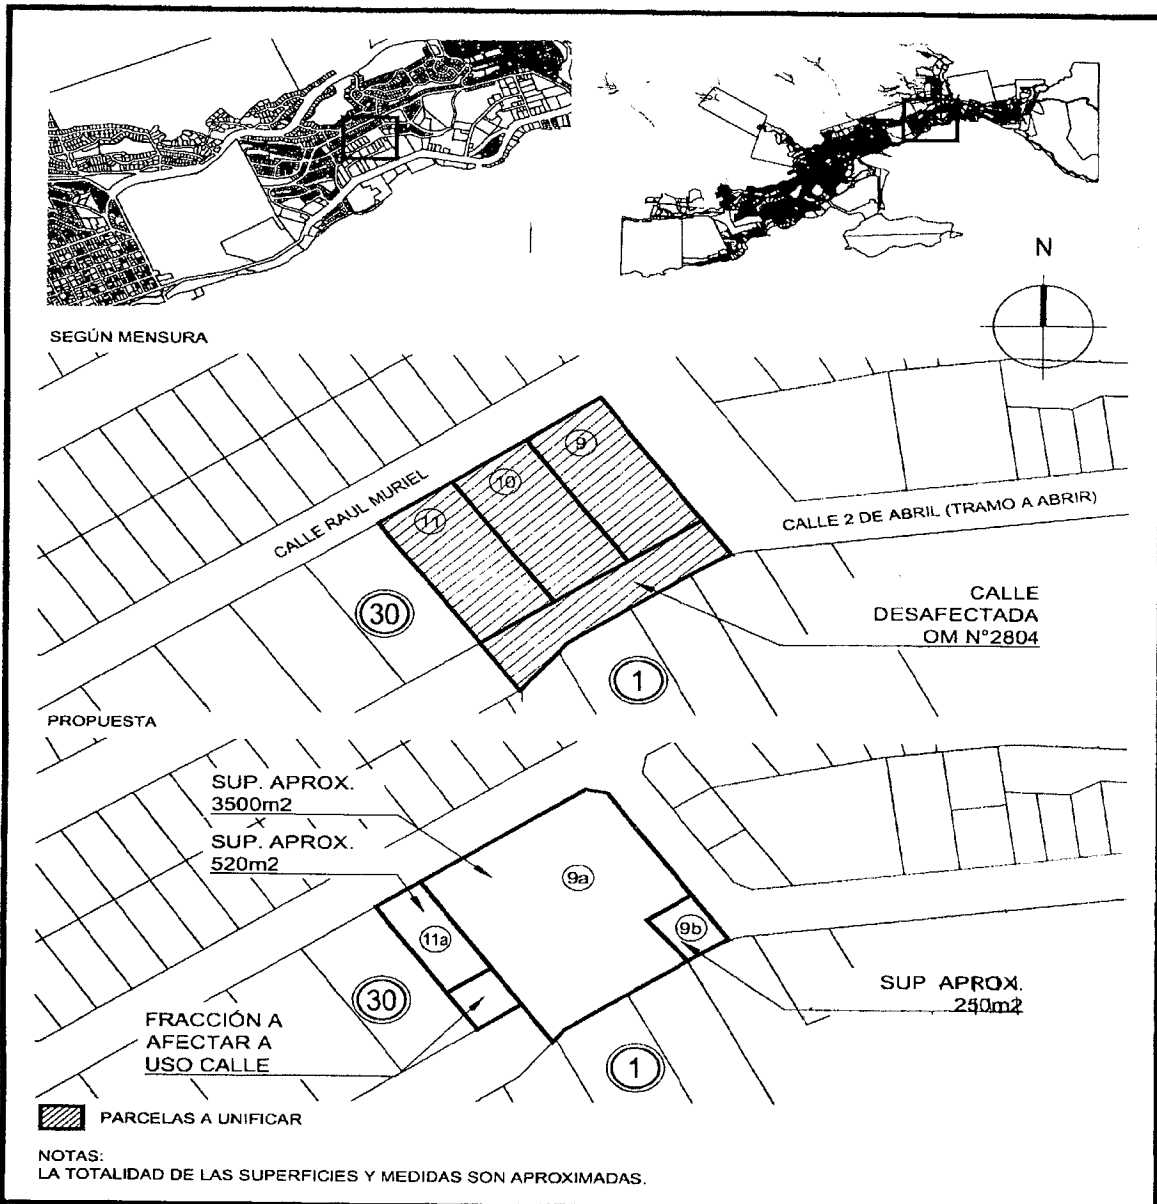 N
SEGÚN MENSURA
9
10
11
CALLE RAUL MURIEL
CALLE 2 DE ABRIL (TRAMO A ABRIR)
30
CALLE
DESAFECTADA
OM N°2804
1
PROPUESTA
SUP. APROX.
3500m2
SUP. APROX.
520m2
9a
11a
9b
30
SUP APROX.
250m2
FRACCIÓN A
AFECTAR A
USO CALLE
1
PARCELAS A UNIFICAR
NOTAS:
LA TOTALIDAD DE LAS SUPERFICIES Y MEDIDAS SON APROXIMADAS.